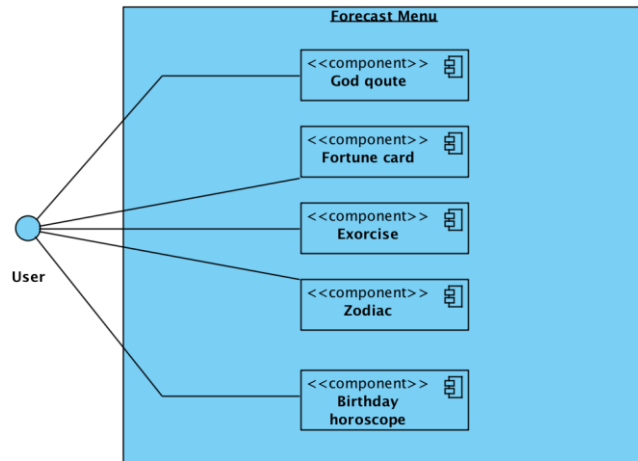 Forecast Menu
<<component>>
God qoute
<<component>>
Fortune card
<<component>>
Exorcise
User
<<component>>
Zodiac
<<component>>
Birthday
horoscope